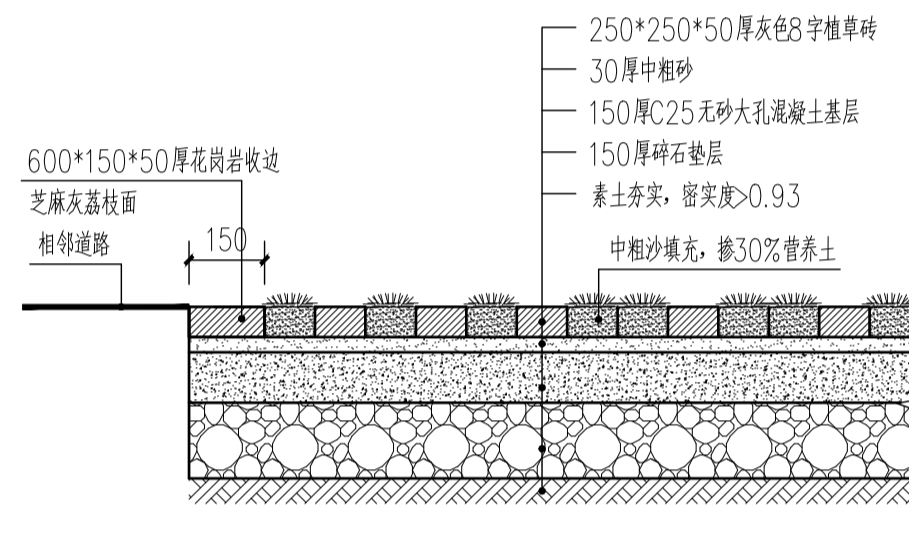 250*250*50厚灰色8字植草砖
30厚中粗砂
150厚C25无砂大孔混凝土基层
150厚碎石垫层
素土夯实，密实度>0.93
600*150*50厚花岗岩收边
芝麻灰荔枝面
相邻道路
150
中粗沙填充，掺30%营养土